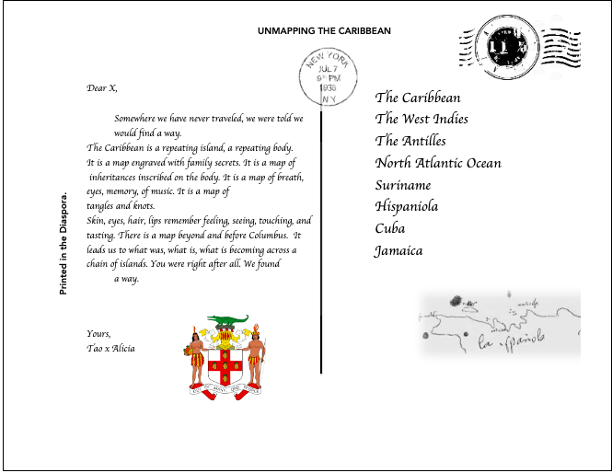 UNMAPPING THE CARIBBEAN
NEW YORK
JUL 7
PM
1935
NY
Dear X,
Somewhere we have never traveled, we were told we
would find a way.
The Caribbean is a repeating island, a repeating body.
It is a map engraved with family secrets. It is a map of
inheritances inscribed on the body. It is a map of breath,
eyes, memory, of music. It is a map of
tangles and knots.
Skin, eyes, hair, lips remember feeling, seeing, touching, and
tasting. There is a map beyond and before Columbus. It
leads us to what was, what is, what is becoming across a
chain of islands. You were right after all. We found
a way.
Yours,
Tao x Alicia
Printed in the Diaspora.
The Caribbean
The West Indies
The Antilles
North Atlantic Ocean
Suriname
Hispaniola
Cuba
Jamaica
la española